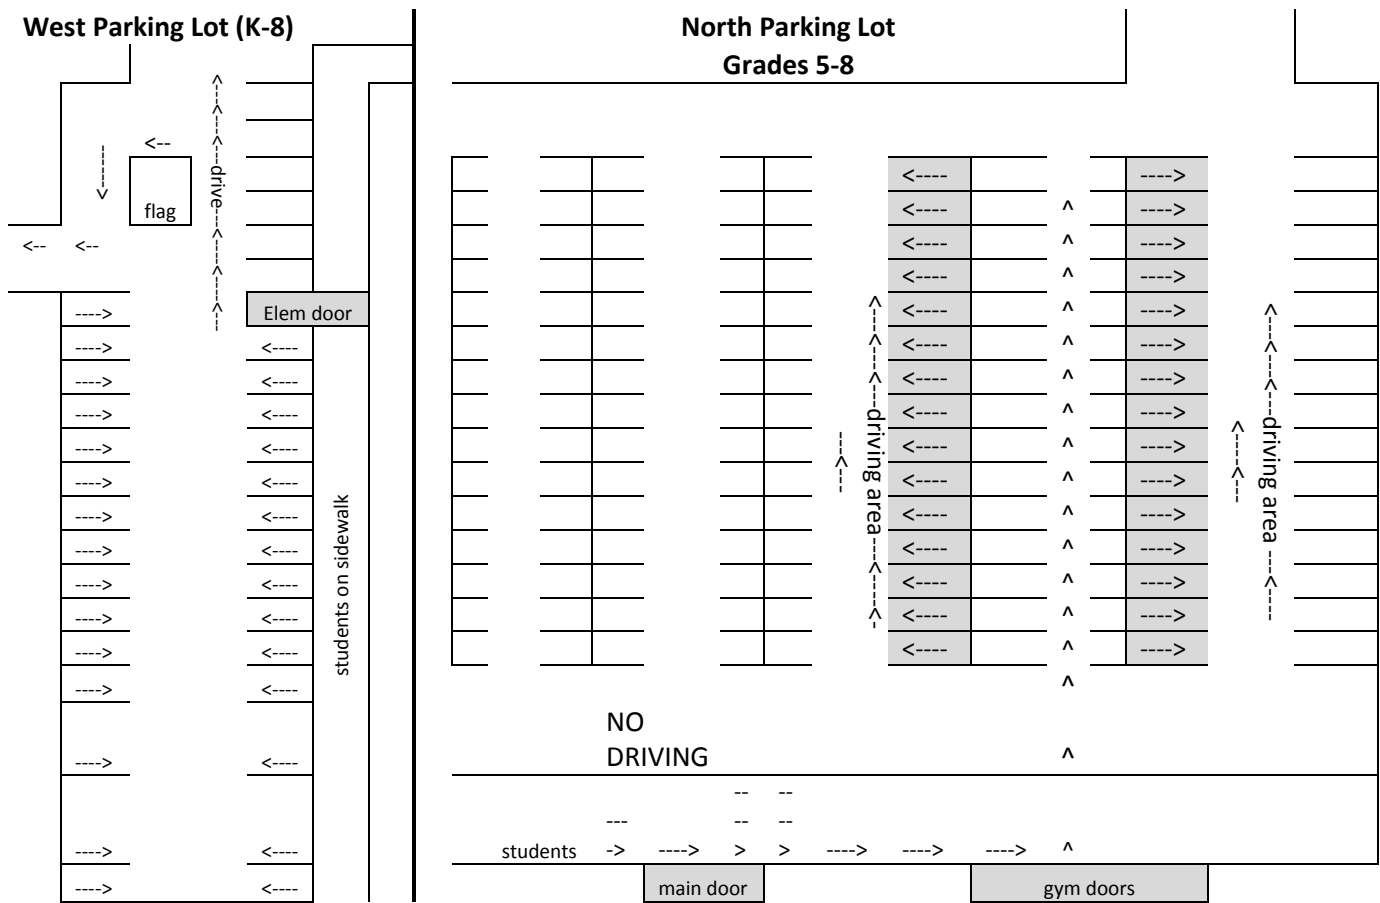 West Parking Lot (K-8)
North Parking Lot
Grades 5-8
<--
<----drive----<---<---<---
flag
<-- <--
Elem door
students on sidewalk
driving area
driving area
NO
DRIVING
students -> ----> > > ----> ----> ----> ^
main door
gym doors